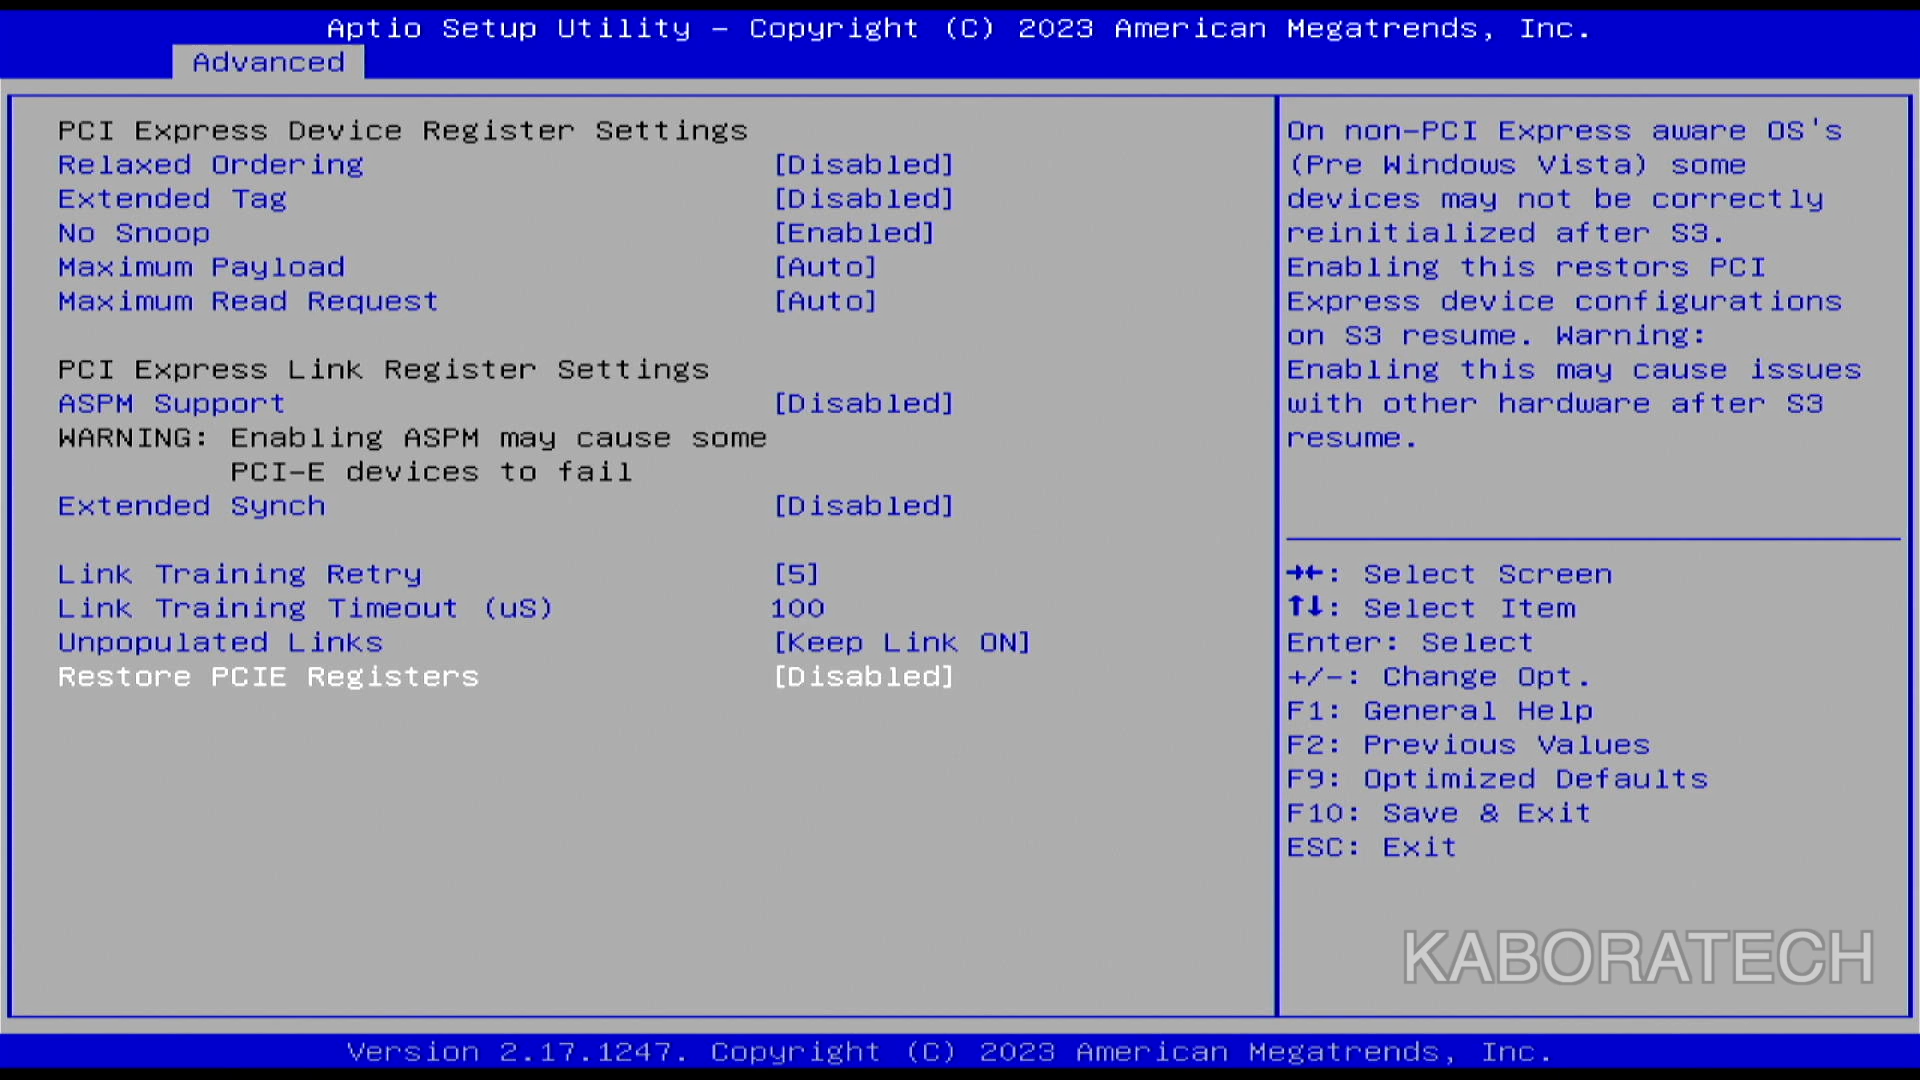 Aptio Setup Utility – Copyright (C) 2023 American Megatrends, Inc.
Advanced
PCI Express Device Register Settings
Relaxed Ordering [Disabled]
Extended Tag [Disabled]
No Snoop [Enabled]
Maximum Payload [Auto]
Maximum Read Request [Auto]
PCI Express Link Register Settings
ASPM Support [Disabled]
WARNING: Enabling ASPM may cause some
PCI-E devices to fail
Extended Synch [Disabled]
Link Training Retry [5]
Link Training Timeout (uS) 100
Unpopulated Links [Keep Link ON]
Restore PCIE Registers [Disabled]
On non-PCI Express aware OS's
(Pre Windows Vista) some
devices may not be correctly
reinitialized after S3.
Enabling this restors PCI
Express device configurations
on S3 resume. Warning:
Enabling this may cause issues
with other hardware after S3
resume.
→←: Select Screen
↑↓: Select Item
Enter: Select
+/-: Change Opt.
F1: General Help
F2: Previous Values
F9: Optimized Defaults
F10: Save & Exit
ESC: Exit
KABORATECH
Version 2.17.1247. Copyright (C) 2023 American Megatrends, Inc.